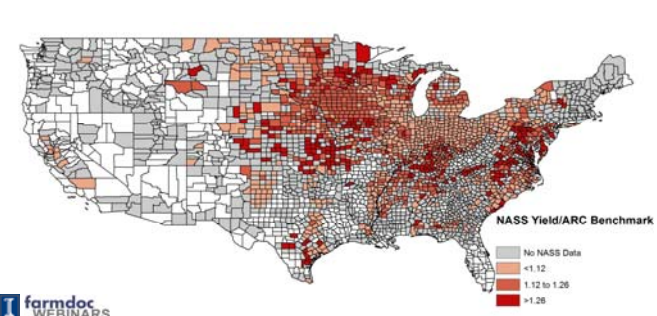 NASS Yield/ARC Benchmark
No NASS Data
<1.12
1.12 to 1.26
>1.26
I farmdoc
WEBINARS